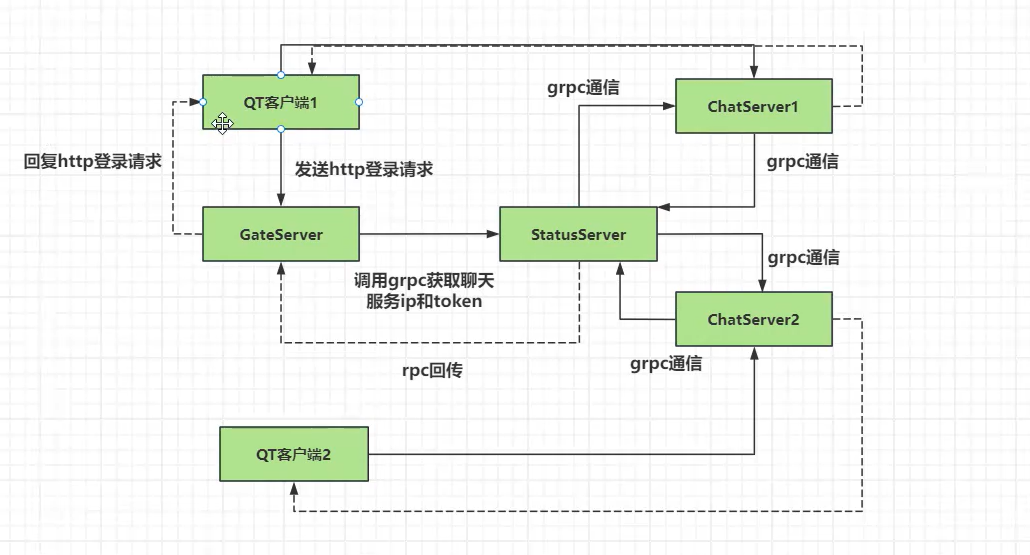 grpc通信
QT客户端1
ChatServer1
回复http登录请求
发送http登录请求
grpc通信
GateServer
StatusServer
grpc通信
调用grpc获取聊天
服务ip和token
ChatServer2
grpc通信
rpc回传
QT客户端2